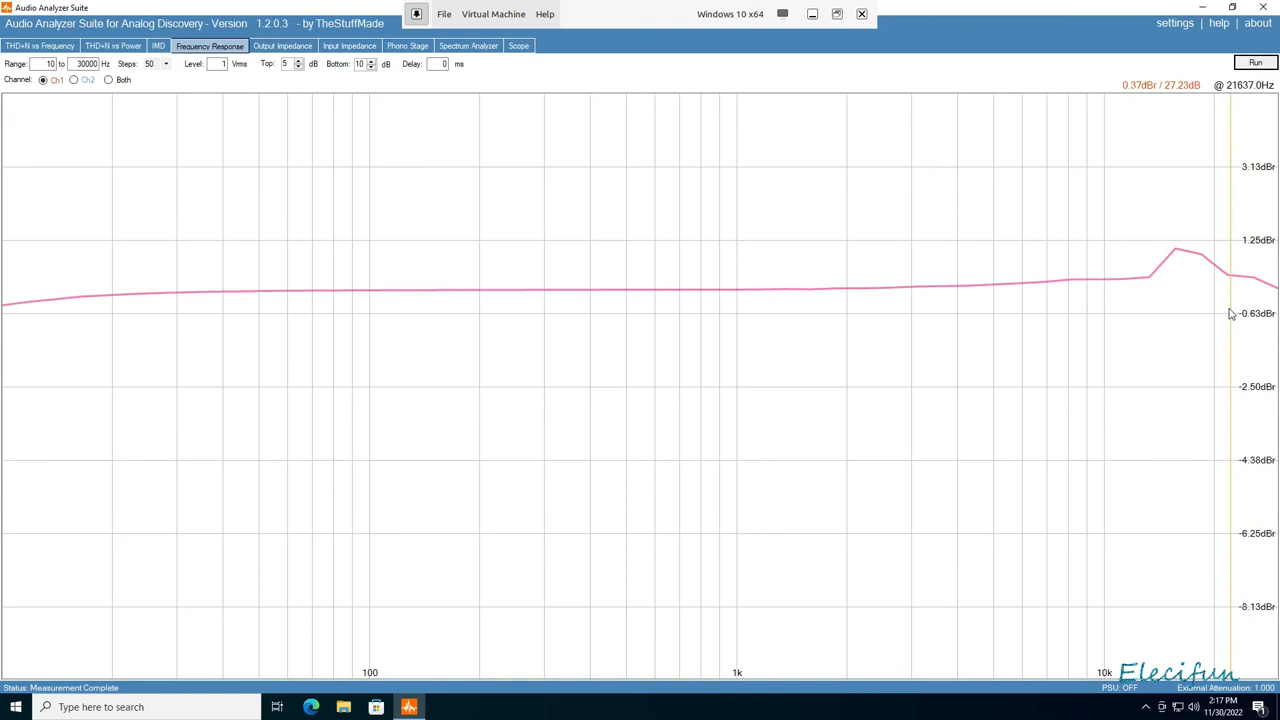 Audio Analyzer Suite
File Virtual Machine Help Windows 10 x64
Audio Analyzer Suite for Analog Discovery - Version 1.2.0.3 - by TheStuffMade
settings | help | about
THD+N vs Frequency THD+N vs Power IMD Frequency Response Output Impedance Input Impedance Phono Stage Spectrum Analyzer Scope
Range: 10 to 30000 Hz Steps: 50 Level: 1 Vrms Top: 5 dB Bottom: 10 dB Delay: 0 ms Run
Channel: Ch1 Ch2 Both
0.37dBr / 27.23dB @ 21637.0Hz
3.13dBr
1.25dBr
-0.63dBr
-2.50dBr
-4.38dBr
-6.25dBr
-8.13dBr
100 1k 10k
Elecifun
Status: Measurement Complete PSU: OFF External Attenuation: 1.000
Type here to search
2:17 PM
11/30/2022
1